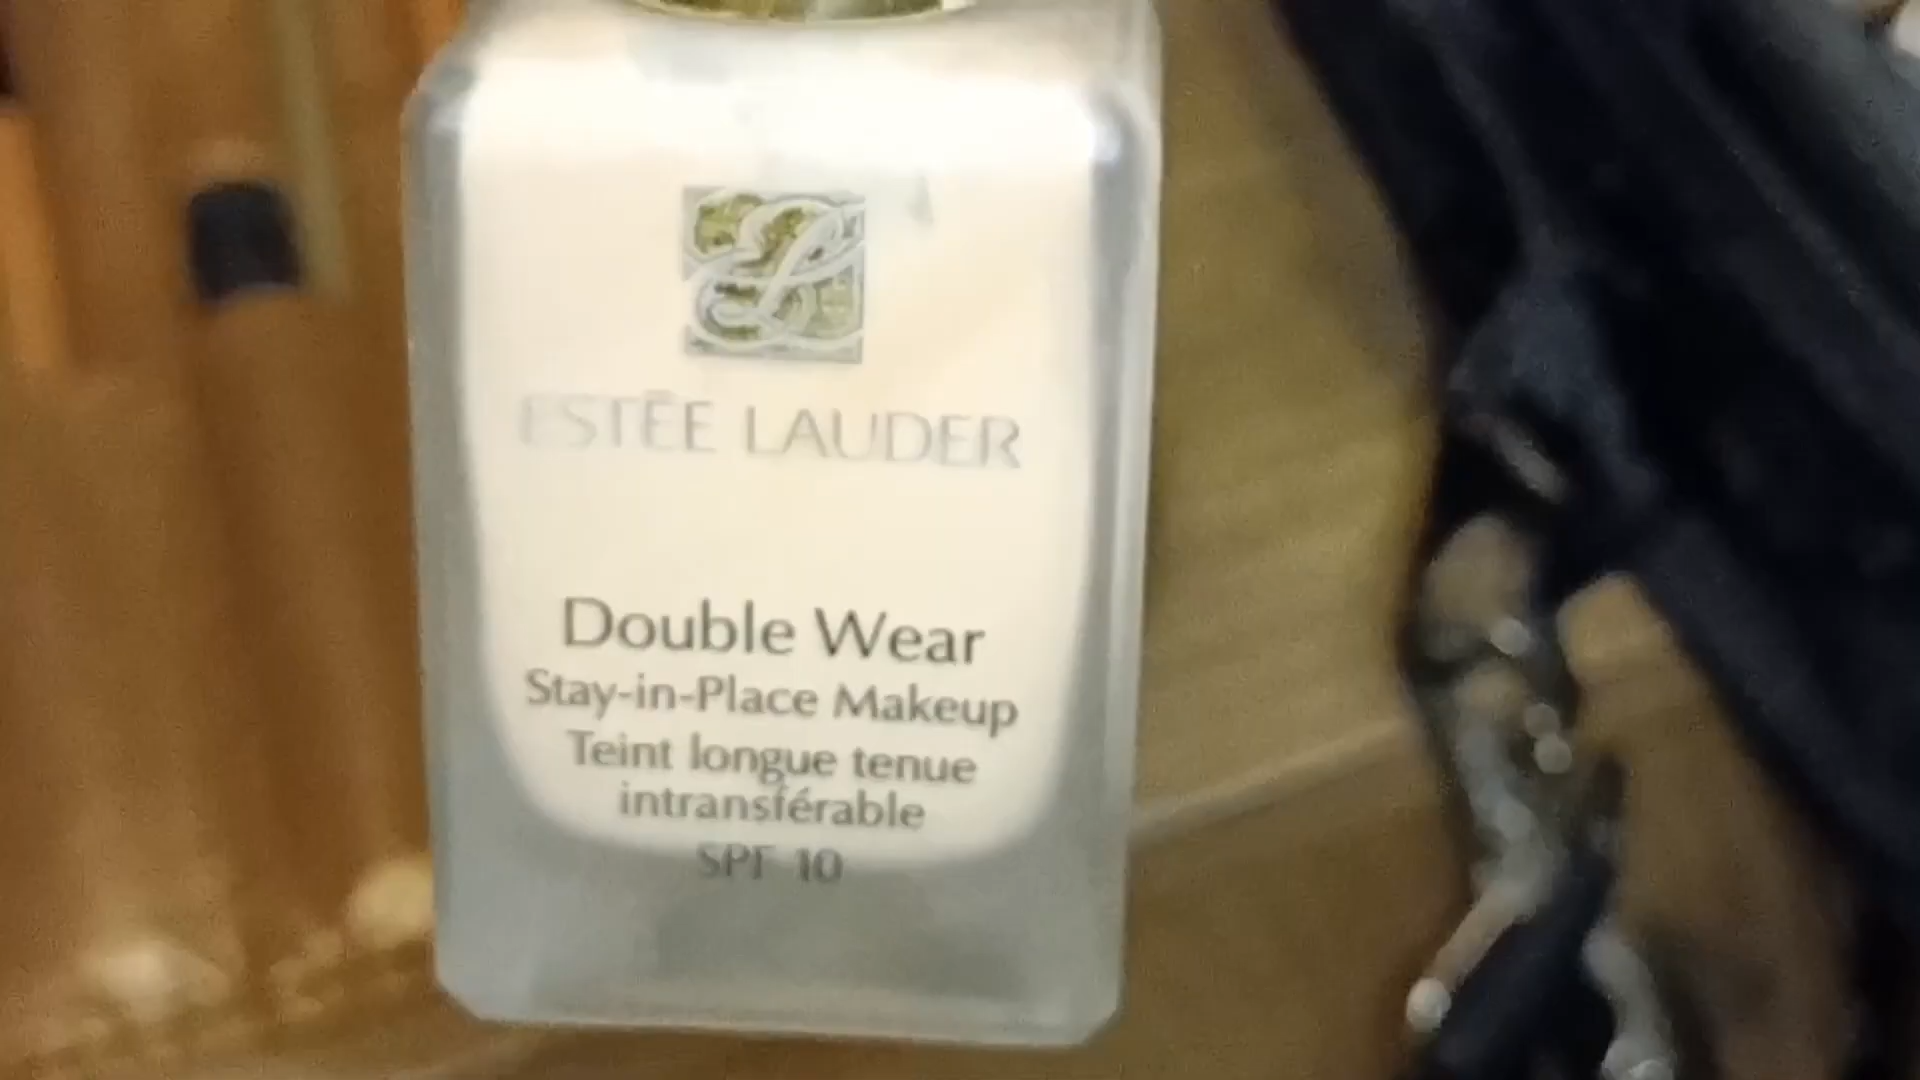 ESTĒE LAUDER
Double Wear
Stay-in-Place Makeup
Teint longue tenue
intransférable
SPF 10